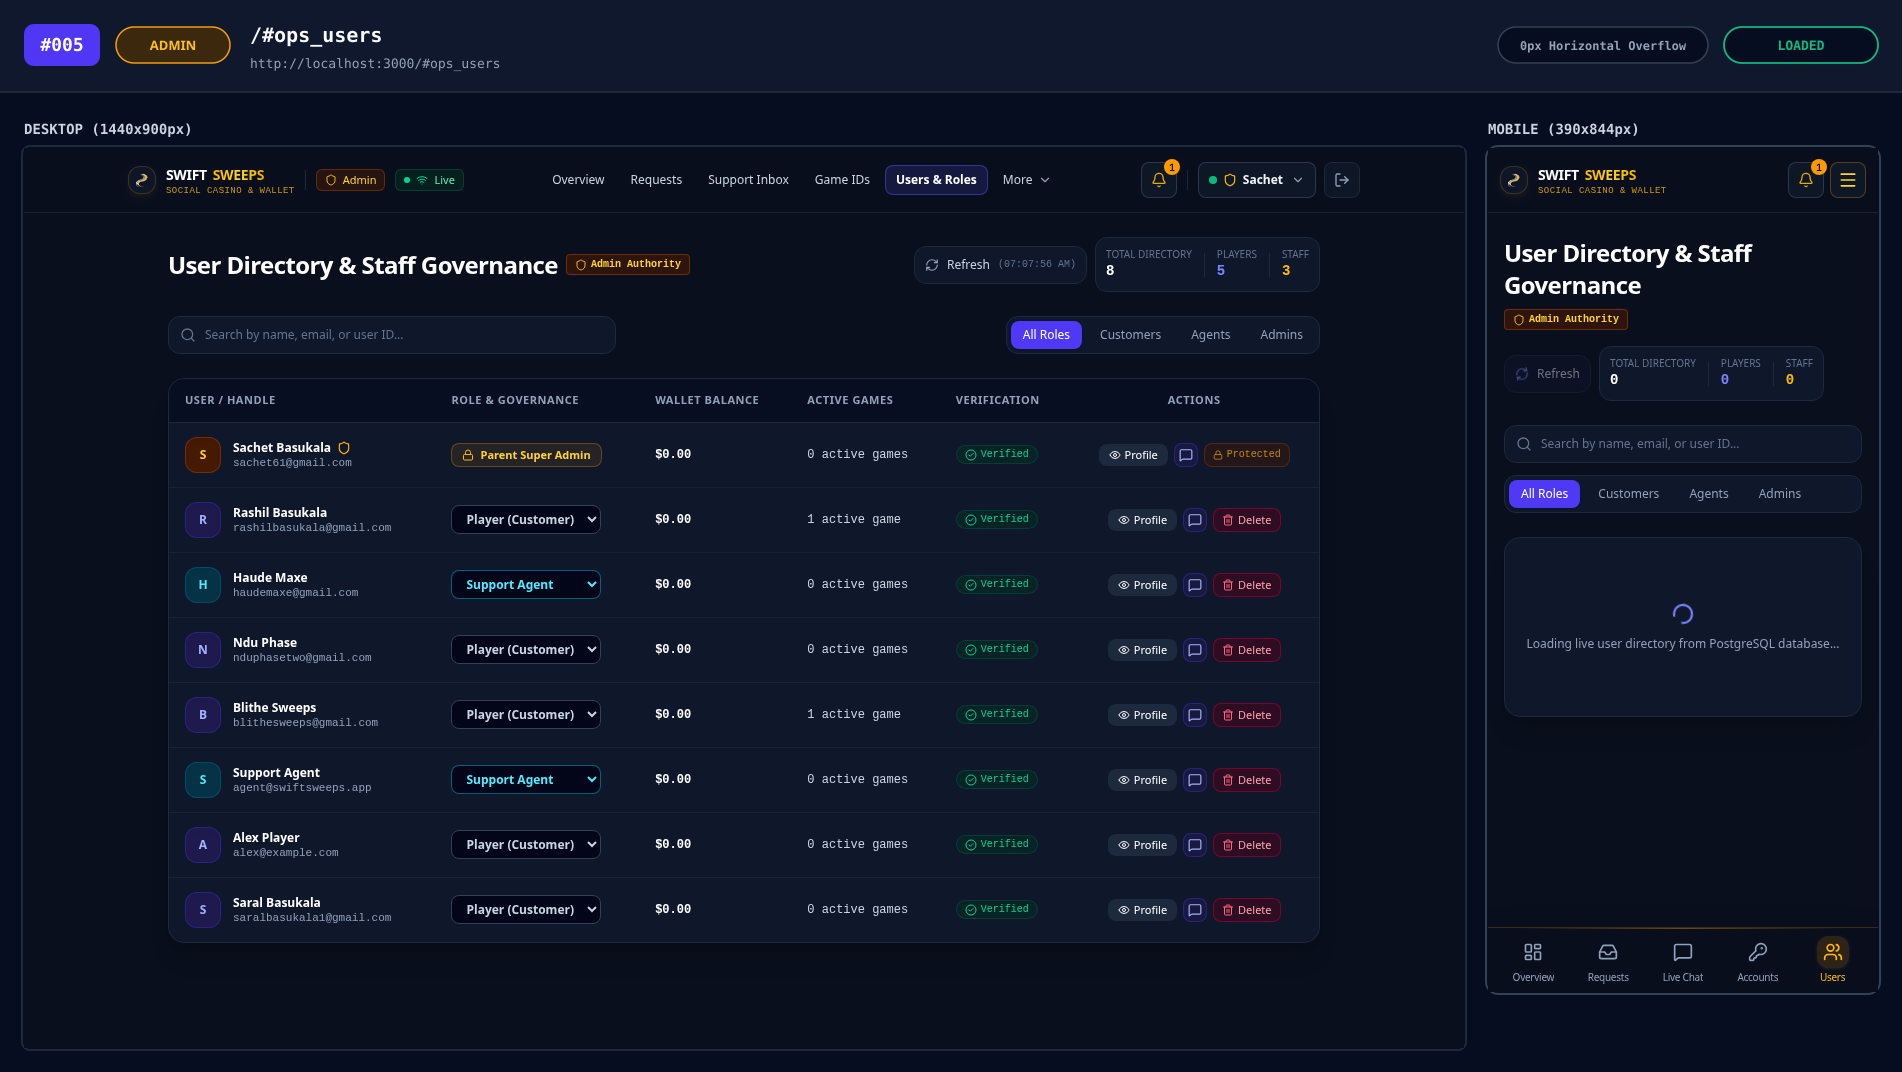 #005
ADMIN
/#ops_users
http://localhost:3000/#ops_users
0px Horizontal Overflow
LOADED
DESKTOP (1440x900px)
SWIFT SWEEPS
SOCIAL CASINO & WALLET
Admin
Live
Overview
Requests
Support Inbox
Game IDs
Users & Roles
More
1
Sachet
User Directory & Staff Governance
Admin Authority
Refresh (07:07:56 AM)
TOTAL DIRECTORY
8
PLAYERS
5
STAFF
3
Search by name, email, or user ID...
All Roles
Customers
Agents
Admins
USER / HANDLE
ROLE & GOVERNANCE
WALLET BALANCE
ACTIVE GAMES
VERIFICATION
ACTIONS
S
Sachet Basukala
sachet61@gmail.com
Parent Super Admin
$0.00
0 active games
Verified
Profile
Protected
R
Rashil Basukala
rashilbasukala@gmail.com
Player (Customer)
$0.00
1 active game
Verified
Profile
Delete
H
Haude Maxe
haudemaxe@gmail.com
Support Agent
$0.00
0 active games
Verified
Profile
Delete
N
Ndu Phase
nduphasetwo@gmail.com
Player (Customer)
$0.00
0 active games
Verified
Profile
Delete
B
Blithe Sweeps
blithesweeps@gmail.com
Player (Customer)
$0.00
1 active game
Verified
Profile
Delete
S
Support Agent
agent@swiftsweeps.app
Support Agent
$0.00
0 active games
Verified
Profile
Delete
A
Alex Player
alex@example.com
Player (Customer)
$0.00
0 active games
Verified
Profile
Delete
S
Saral Basukala
saralbasukala1@gmail.com
Player (Customer)
$0.00
0 active games
Verified
Profile
Delete
MOBILE (390x844px)
SWIFT SWEEPS
SOCIAL CASINO & WALLET
1
User Directory & Staff
Governance
Admin Authority
Refresh
TOTAL DIRECTORY
0
PLAYERS
0
STAFF
0
Search by name, email, or user ID...
All Roles
Customers
Agents
Admins
Loading live user directory from PostgreSQL database...
Overview
Requests
Live Chat
Accounts
Users